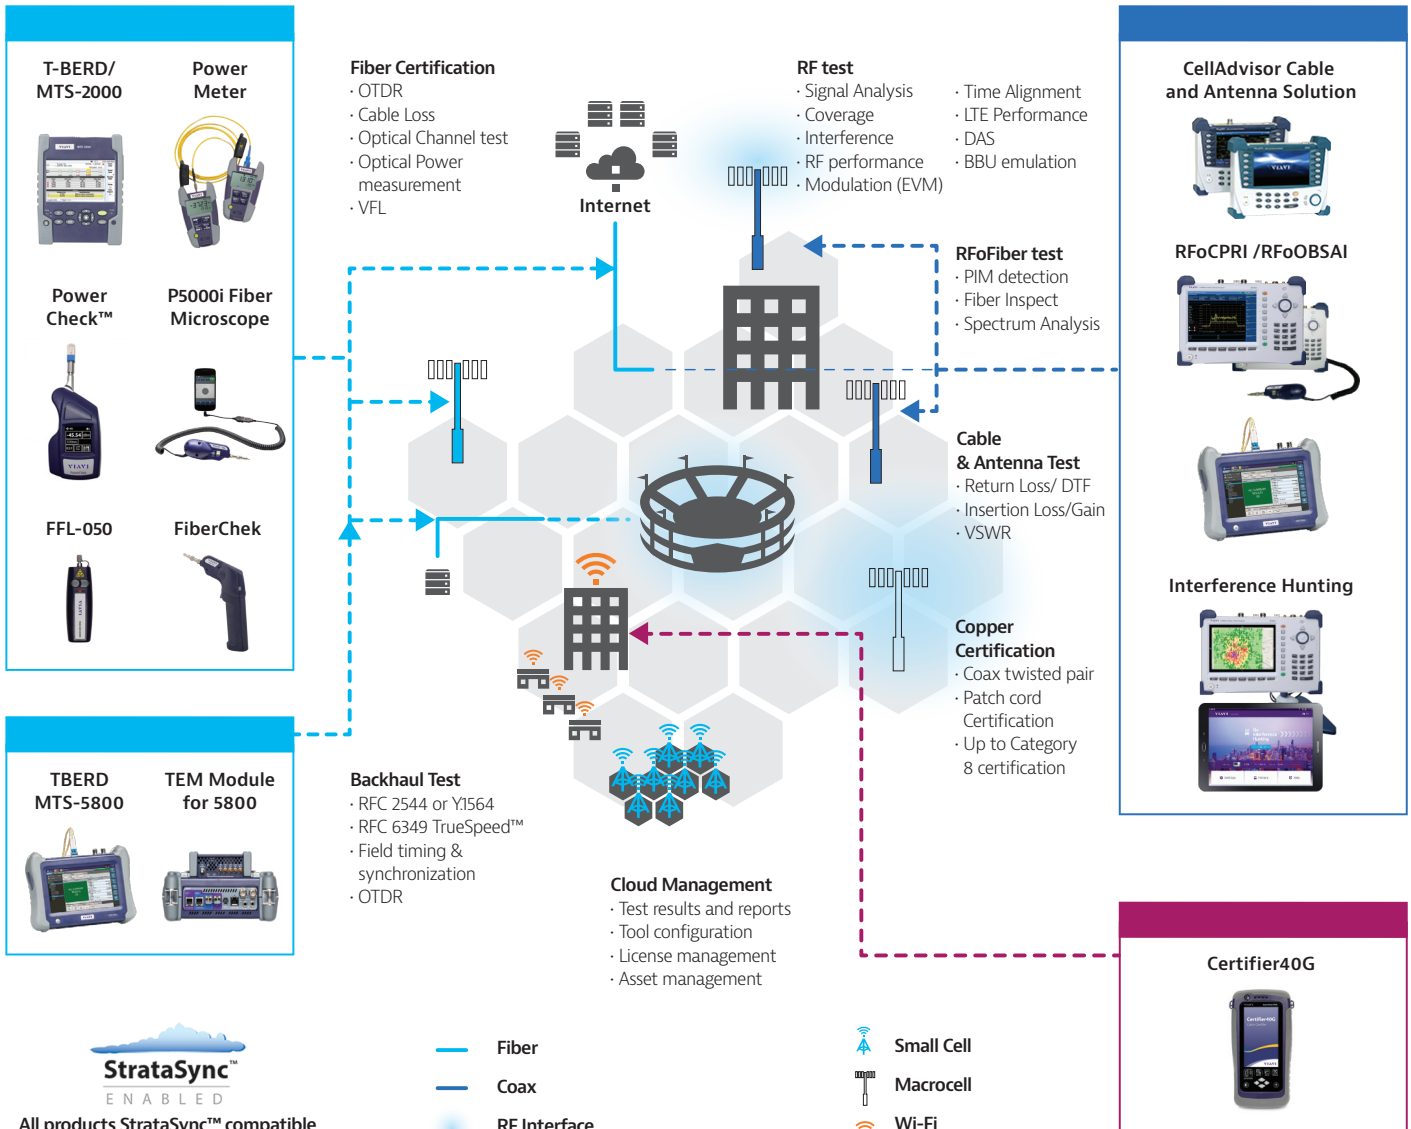 T-BERD/
MTS-2000
Power
Meter
Power
Check™
P5000i Fiber
Microscope
FFL-050
FiberChek
TBERD
MTS-5800
TEM Module
for 5800
StrataSync™
ENABLED
All products StrataSync™ compatible
Fiber Certification
· OTDR
· Cable Loss
· Optical Channel test
· Optical Power
measurement
· VFL
Internet
RF test
· Signal Analysis
· Coverage
· Interference
· RF performance
· Modulation (EVM)
· Time Alignment
· LTE Performance
· DAS
· BBU emulation
RFoFiber test
· PIM detection
· Fiber Inspect
· Spectrum Analysis
Cable
& Antenna Test
· Return Loss/ DTF
· Insertion Loss/Gain
· VSWR
Copper
Certification
· Coax twisted pair
· Patch cord
Certification
· Up to Category
8 certification
Backhaul Test
· RFC 2544 or Y.1564
· RFC 6349 TrueSpeed™
· Field timing &
synchronization
· OTDR
Cloud Management
· Test results and reports
· Tool configuration
· License management
· Asset management
Fiber
Coax
RF Interface
Small Cell
Macrocell
Wi-Fi
CellAdvisor Cable
and Antenna Solution
VIAVI
RFoCPRI /RFoOBSAI
Interference Hunting
Certifier40G
Certifier40G
VIAVI